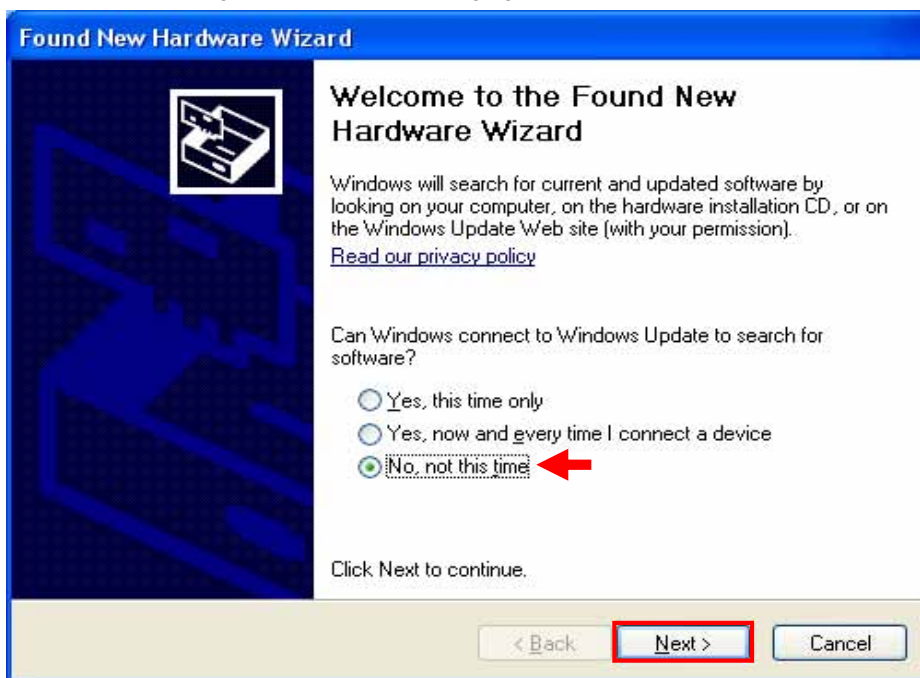 Found New Hardware Wizard
Welcome to the Found New
Hardware Wizard
Windows will search for current and updated software by
looking on your computer, on the hardware installation CD, or on
the Windows Update Web site (with your permission).
Read our privacy policy
Can Windows connect to Windows Update to search for
software?
Yes, this time only
Yes, now and every time I connect a device
No, not this time
Click Next to continue.
< Back Next > Cancel